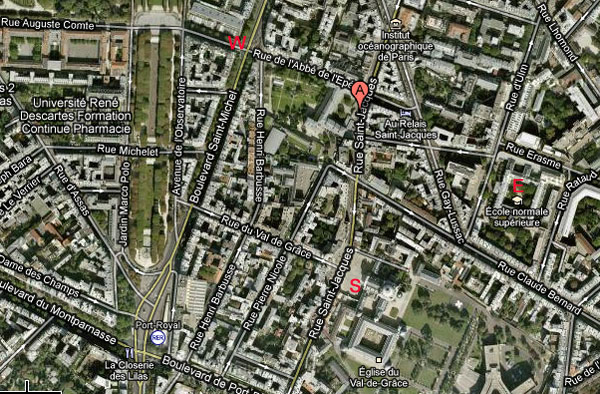 Rue Auguste Comte
W
Rue de l'Abbé de l'Epée
Institut
océanographique
de Paris
Rue Lhomond
Rue d'Ulm
A
Université René
Descartes Formation
Continue Pharmacie
Avenue de l'Observatoire
Boulevard Saint-Michel
Rue Henri Barbusse
Rue Saint-Jacques
Au Relais
Saint-Jacques
Rue Michelet
Rue Erasme
Rue Rataud
Rue d'Assas
Jardin Marco Polo
Rue Gay-Lussac
E
École normale
supérieure
Rue du Val de Grâce
Rue Claude Bernard
Rue Henri Barbusse
Rue Pierre Nicole
Rue Saint-Jacques
S
Boulevard du Montparnasse
Port-Royal
RER
La Closerie
des Lilas
Boulevard de Port
Église du
Val-de-Grâce
Rue de l'